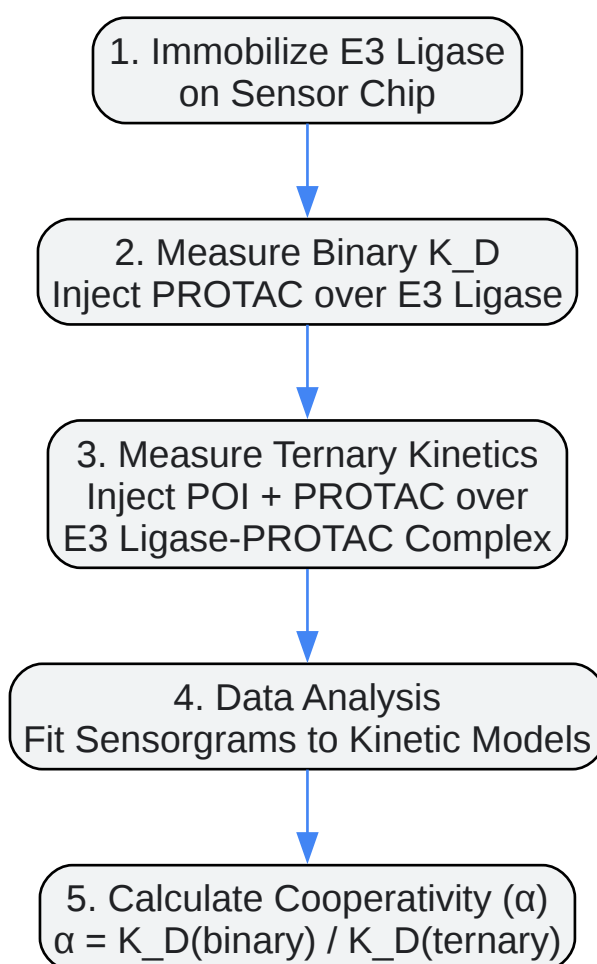 1. Immobilize E3 Ligase
on Sensor Chip
2. Measure Binary K_D
Inject PROTAC over E3 Ligase
3. Measure Ternary Kinetics
Inject POI + PROTAC over
E3 Ligase-PROTAC Complex
4. Data Analysis
Fit Sensorgrams to Kinetic Models
5. Calculate Cooperativity (α)
α = K_D(binary) / K_D(ternary)